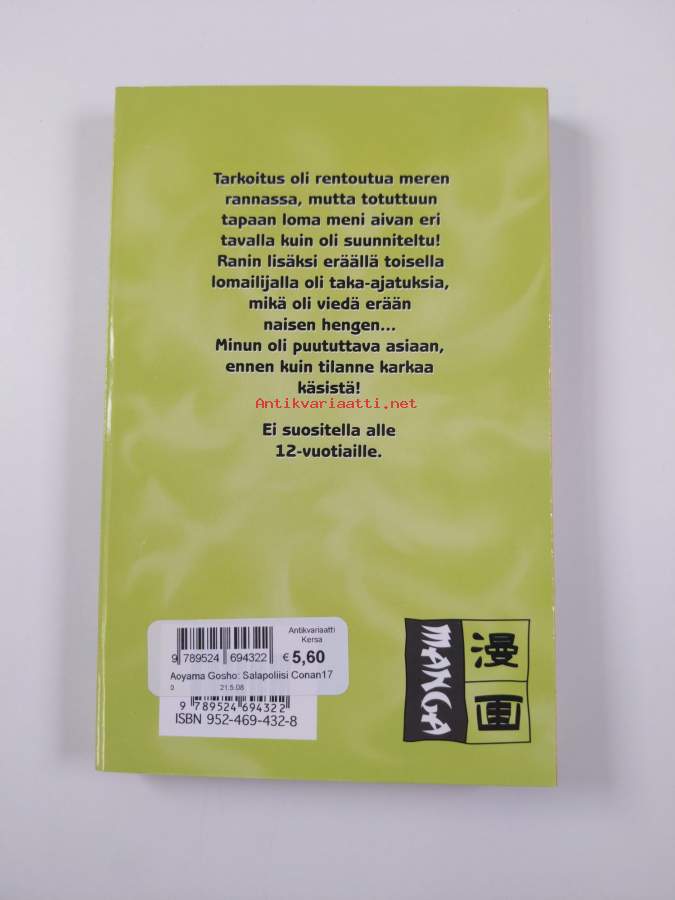 Tarkoitus oli rentoutua meren
rannassa, mutta totuttuun
tapaan loma meni aivan eri
tavalla kuin oli suunniteltu!
Ranin lisäksi eräällä toisella
lomailijalla oli taka-ajatuksia,
mikä oli viedä erään
naisen hengen...
Minun oli puututtava asiaan,
ennen kuin tilanne karkaa
käsistä!
Antikvariaatti.net
Ei suositella alle
12-vuotiaille.
Antikvariaatti
Kersa
9 789524 694322 € 5,60
Aoyama Gosho: Salapoliisi Conan17
0 21.5.08
9 789524 694322
ISBN 952-469-432-8
MANGA
漫画